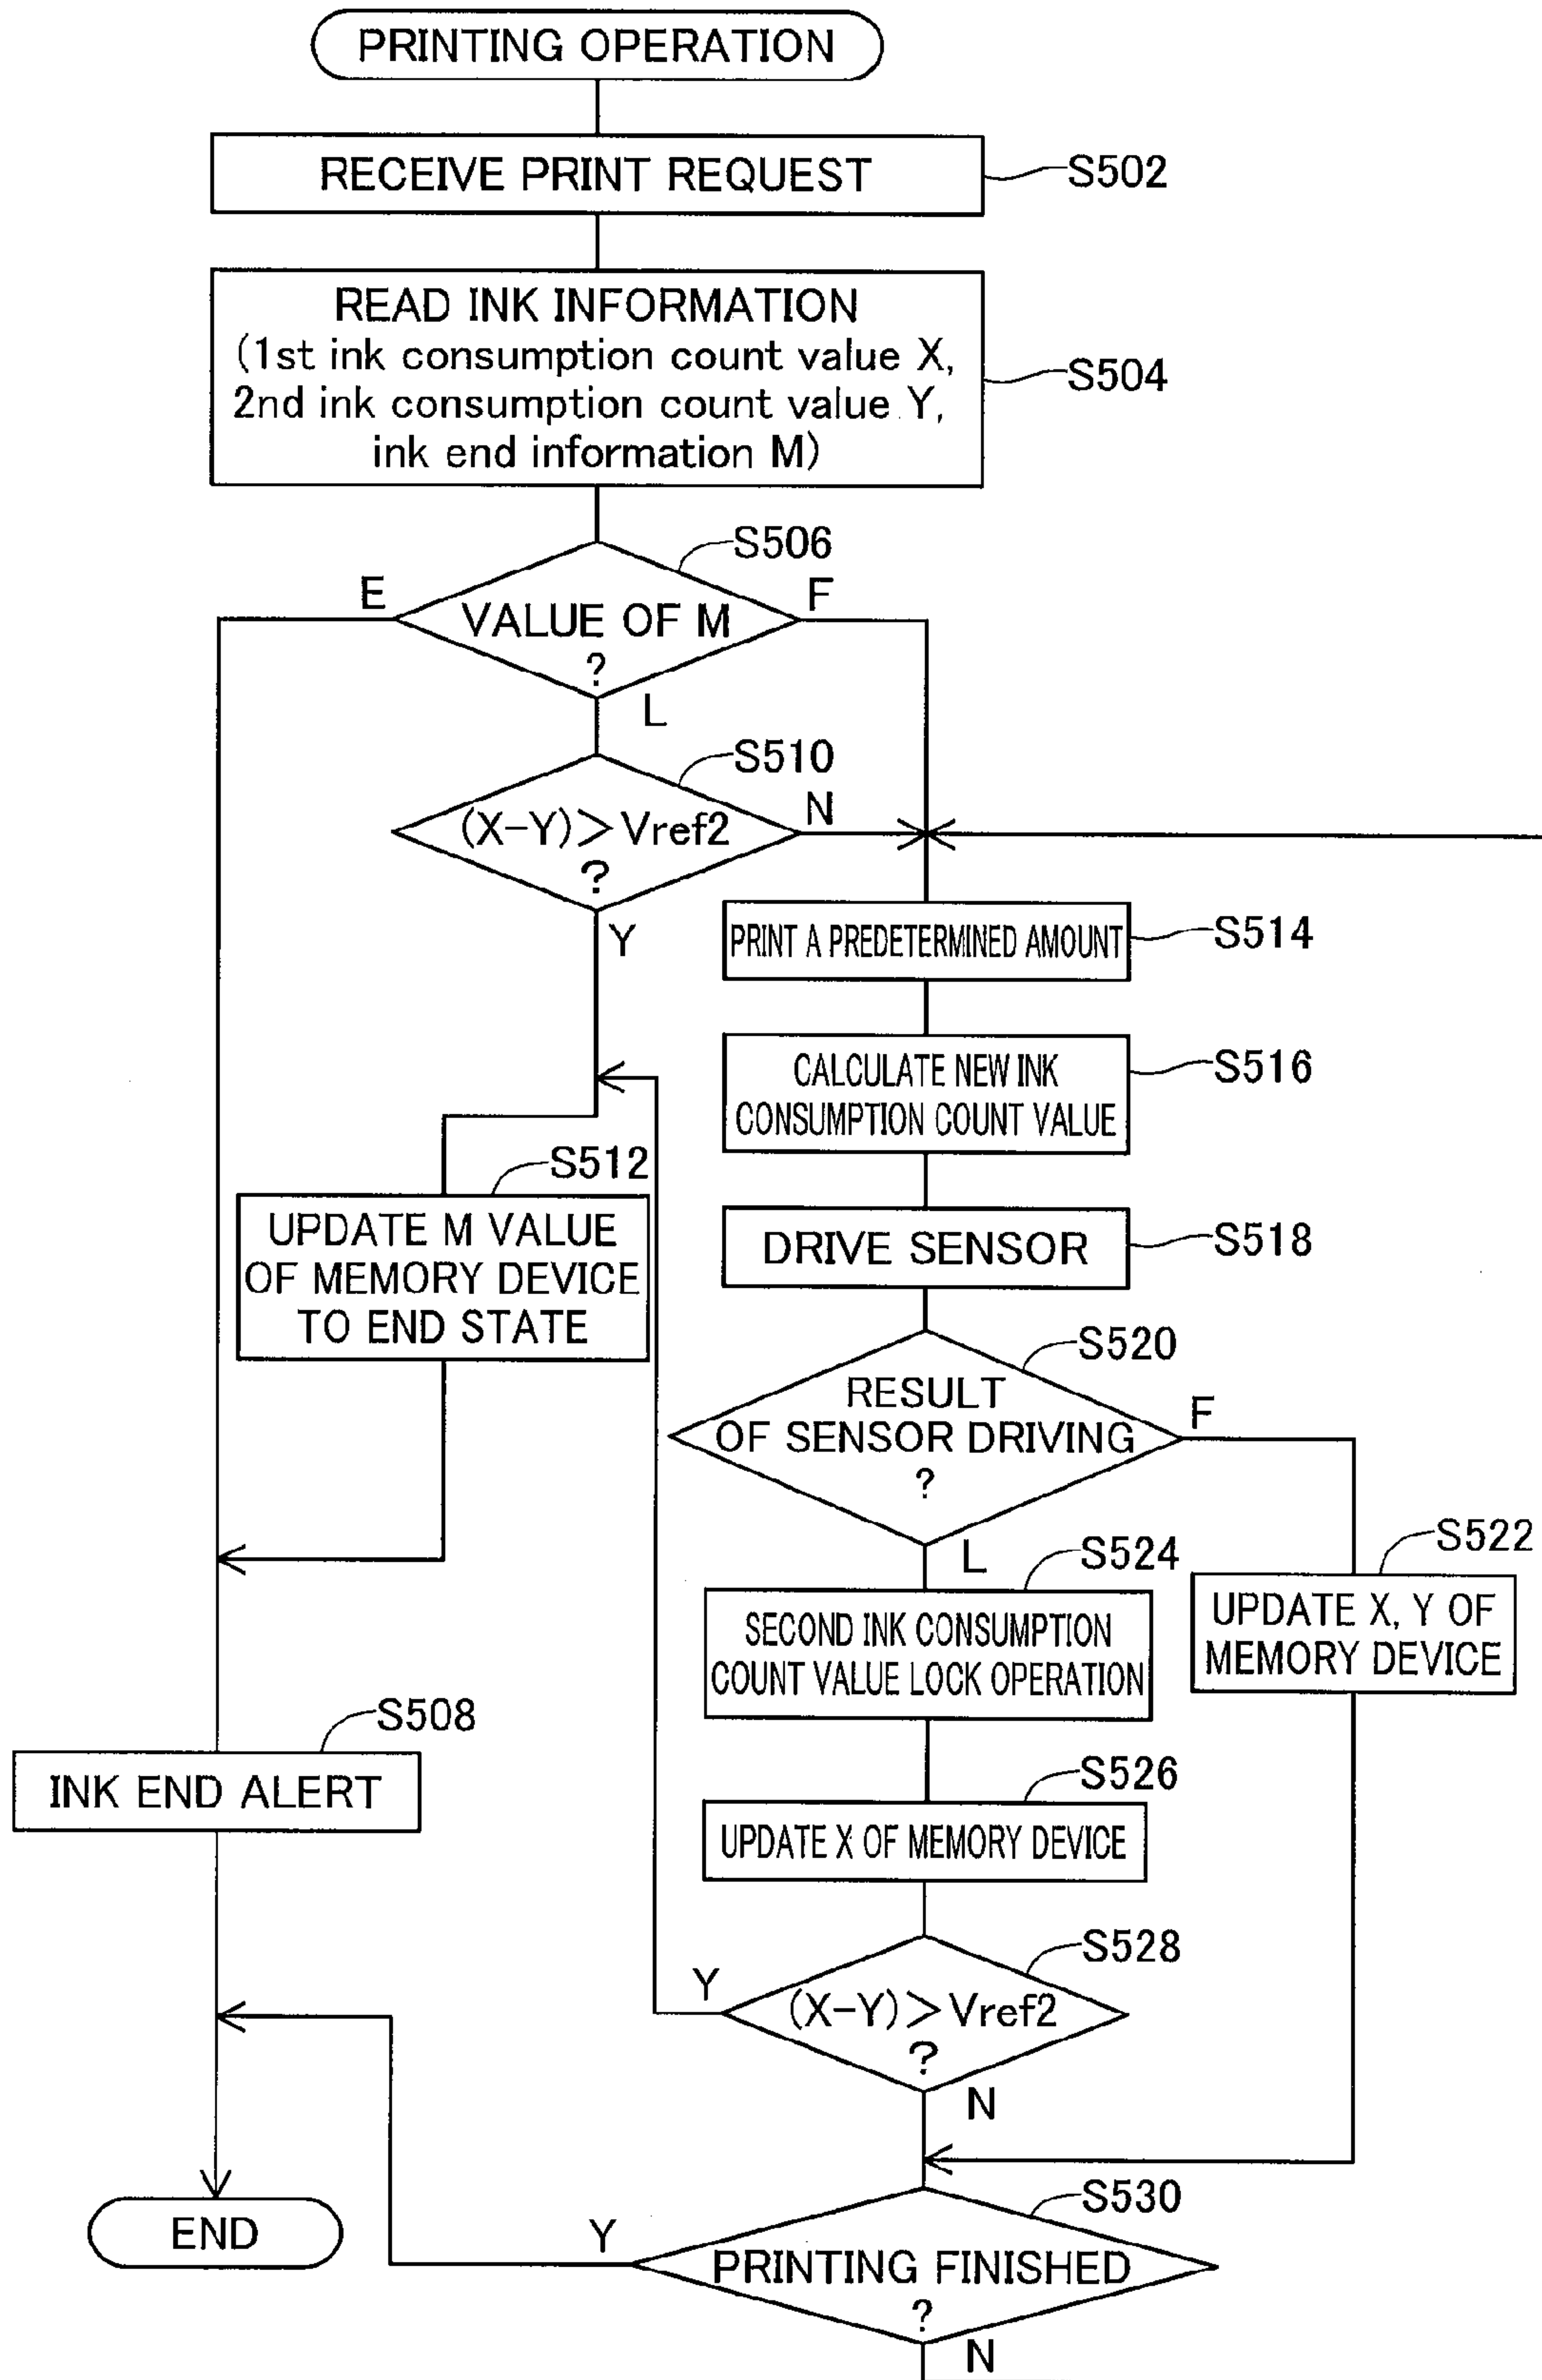 PRINTING OPERATION
RECEIVE PRINT REQUEST
S502
READ INK INFORMATION
(1st ink consumption count value X,
2nd ink consumption count value Y,
ink end information M)
S504
S506
E
F
VALUE OF M
?
L
S510
N
(X-Y)>Vref2
?
Y
PRINT A PREDETERMINED AMOUNT
S514
CALCULATE NEW INK
CONSUMPTION COUNT VALUE
S516
S512
UPDATE M VALUE
OF MEMORY DEVICE
TO END STATE
DRIVE SENSOR
S518
S520
RESULT
OF SENSOR DRIVING
?
F
L
S524
S522
SECOND INK CONSUMPTION
COUNT VALUE LOCK OPERATION
UPDATE X, Y OF
MEMORY DEVICE
S508
INK END ALERT
S526
UPDATE X OF MEMORY DEVICE
S528
Y
(X-Y)>Vref2
?
N
S530
END
Y
PRINTING FINISHED
?
N